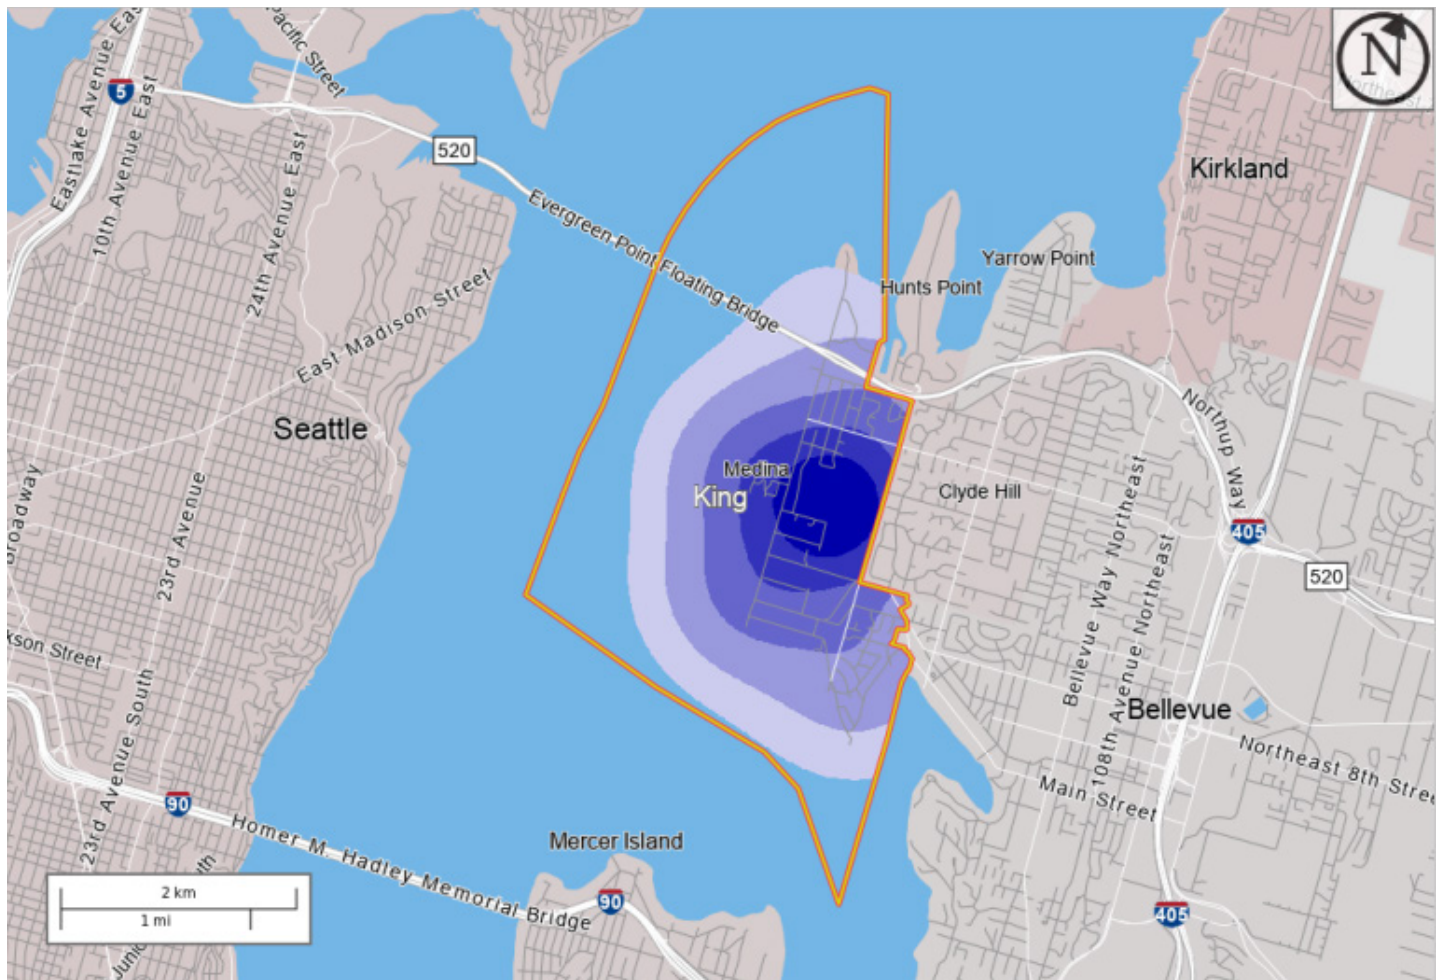 Eastlake Avenue Eas
Pacific Street
5
10th Avenue East
24th Avenue East
520
N
Northeast
Kirkland
Evergreen Point Floating Bridge
Yarrow Point
Hunts Point
East Madison Street
Seattle
Northup Way
Medina
King
Clyde Hill
Broadway
23rd Avenue
Bellevue Way Northeast
108th Avenue Northeast
405
520
kson Street
23rd Avenue South
Bellevue
Northeast 8th Stree
Main Street
90
Homer M. Hadley Memorial Bridge
Mercer Island
90
405
2 km
1 mi